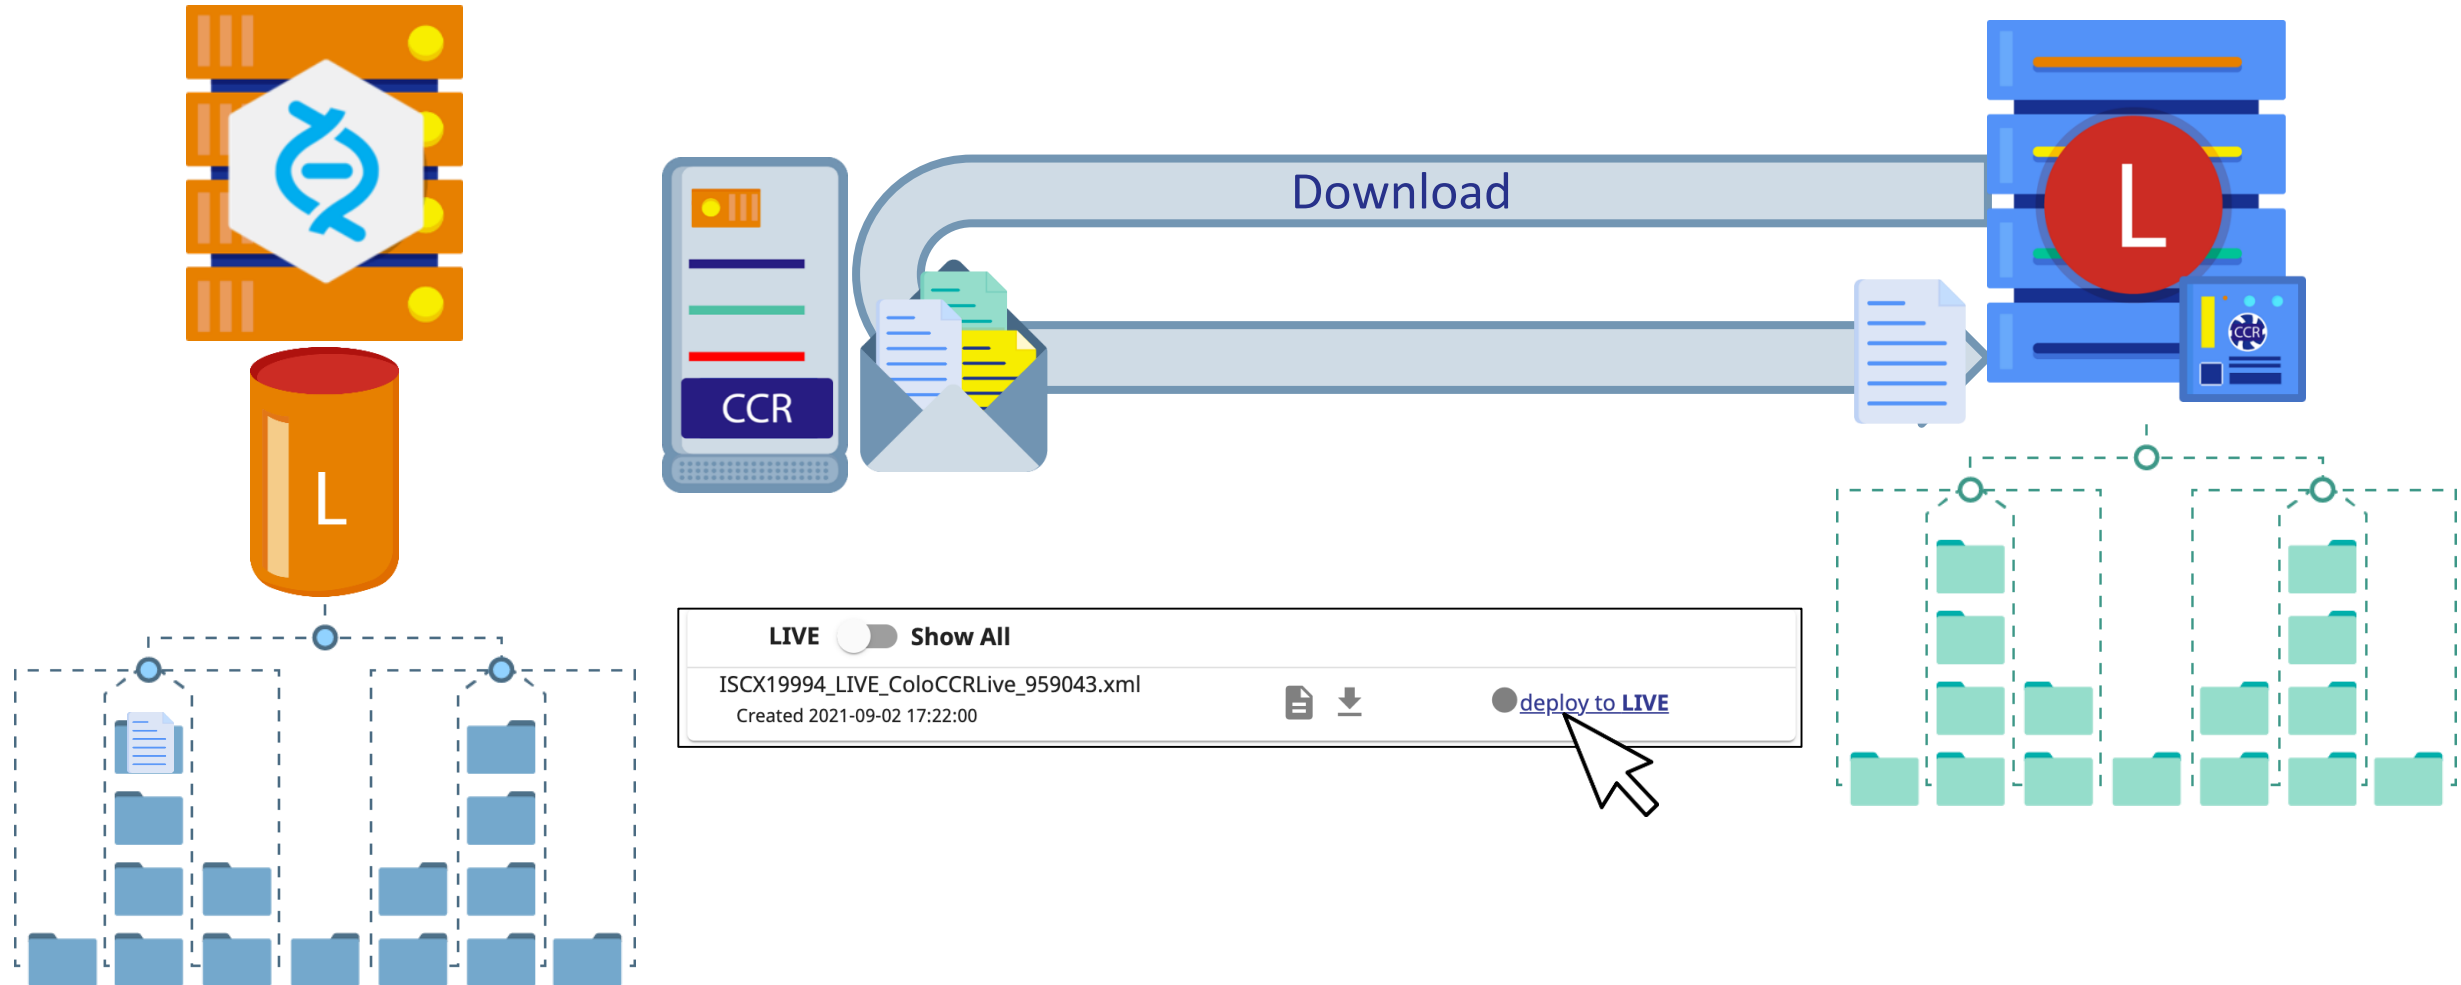 Download
L
CCR
CCR
L
LIVE Show All
ISCX19994_LIVE_ColoCCRLive_959043.xml
Created 2021-09-02 17:22:00
deploy to LIVE